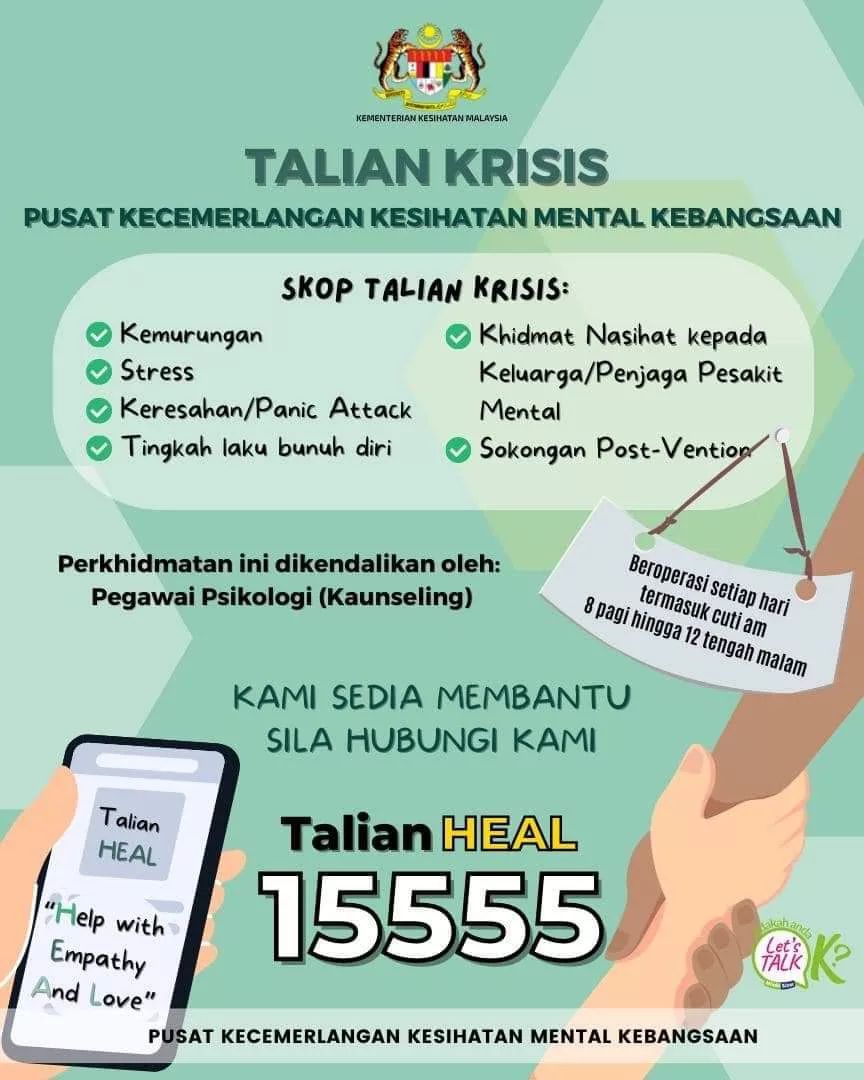 KEMENTERIAN KESIHATAN MALAYSIA
TALIAN KRISIS
PUSAT KECEMERLANGAN KESIHATAN MENTAL KEBANGSAAN
SKOP TALIAN KRISIS:
Kemurungan
Stress
Keresahan/Panic Attack
Tingkah laku bunuh diri
Khidmat Nasihat kepada
Keluarga/Penjaga Pesakit
Mental
Sokongan Post-Vention
Perkhidmatan ini dikendalikan oleh:
Pegawai Psikologi (Kaunseling)
Beroperasi setiap hari
termasuk cuti am
8 pagi hingga 12 tengah malam
KAMI SEDIA MEMBANTU
SILA HUBUNGI KAMI
Talian HEAL
15555
Talian
HEAL
"Help with
Empathy
And Love"
anda
Let's
TALK
K?
PUSAT KECEMERLANGAN KESIHATAN MENTAL KEBANGSAAN